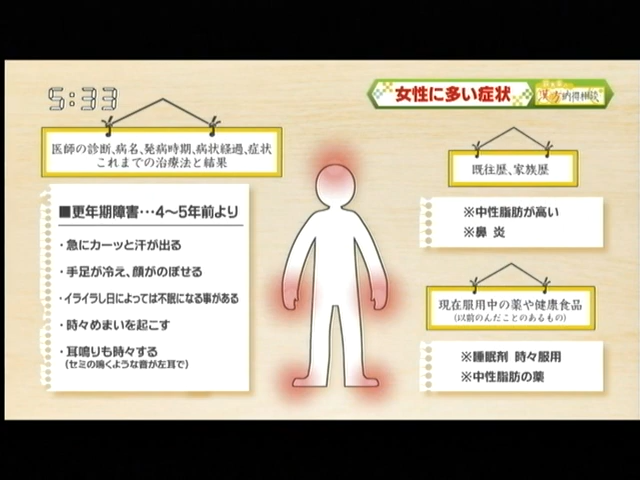 5:33
女性に多い症状
漢方納得相談
医師の診断、病名、発病時期、病状経過、症状
これまでの治療法と結果
■更年期障害…4〜5年前より
・急にカーッと汗が出る
・手足が冷え、顔がのぼせる
・イライラし日によっては不眠になる事がある
・時々めまいを起こす
・耳鳴りも時々する
(セミの鳴くような音が左耳で)
既往歴、家族歴
※中性脂肪が高い
※鼻 炎
現在服用中の薬や健康食品
(以前のんだことのあるもの)
※睡眠剤 時々服用
※中性脂肪の薬